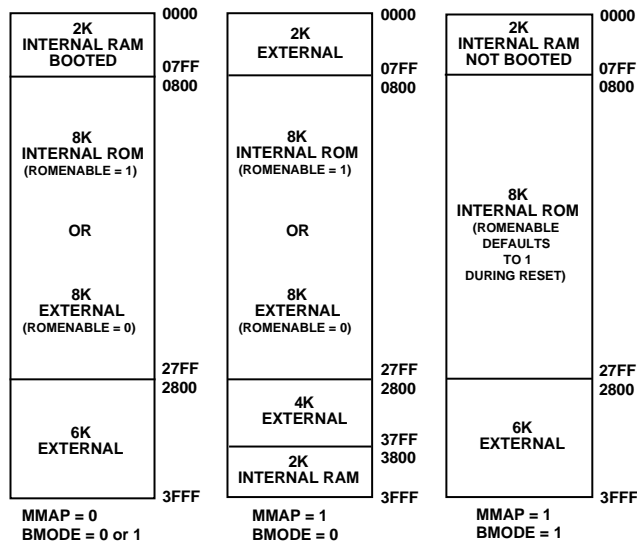 2K
INTERNAL RAM
BOOTED
0000
07FF
0800
8K
INTERNAL ROM
(ROMENABLE = 1)
OR
8K
EXTERNAL
(ROMENABLE = 0)
27FF
2800
6K
EXTERNAL
3FFF
MMAP = 0
BMODE = 0 or 1
2K
EXTERNAL
0000
07FF
0800
8K
INTERNAL ROM
(ROMENABLE = 1)
OR
8K
EXTERNAL
(ROMENABLE = 0)
27FF
2800
4K
EXTERNAL
37FF
3800
2K
INTERNAL RAM
3FFF
MMAP = 1
BMODE = 0
2K
INTERNAL RAM
NOT BOOTED
0000
07FF
0800
8K
INTERNAL ROM
(ROMENABLE
DEFAULTS
TO 1
DURING RESET)
27FF
2800
6K
EXTERNAL
3FFF
MMAP = 1
BMODE = 1